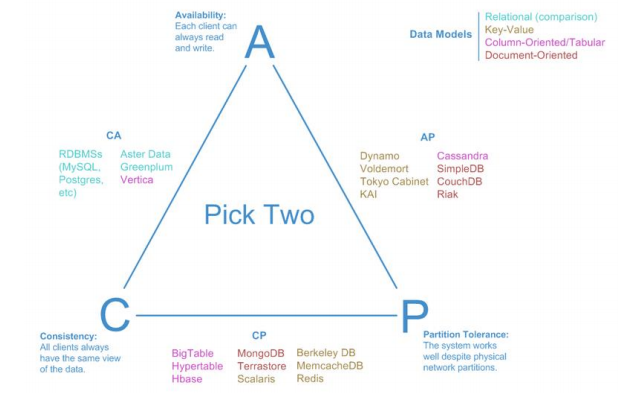 Availability:
Each client can
always read
and write.
A
Data Models
Relational (comparison)
Key-Value
Column-Oriented/Tabular
Document-Oriented
CA
RDBMSs
(MySQL,
Postgres,
etc)
Aster Data
Greenplum
Vertica
AP
Dynamo
Voldemort
Tokyo Cabinet
KAI
Cassandra
SimpleDB
CouchDB
Riak
Pick Two
C
P
Consistency:
All clients always
have the same view
of the data.
CP
BigTable
Hypertable
Hbase
MongoDB
Terrastore
Scalaris
Berkeley DB
MemcacheDB
Redis
Partition Tolerance:
The system works
well despite physical
network partitions.